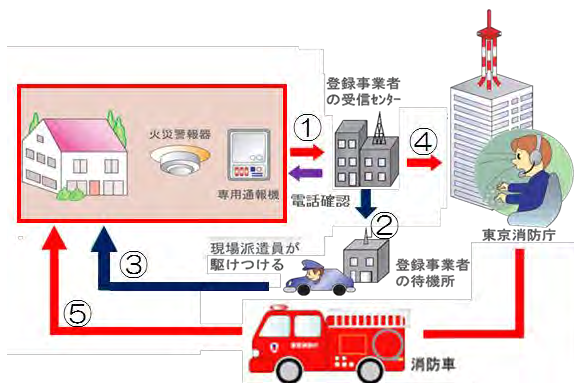 登録事業者
の受信センター
①
④
火災警報器
専用通報機
電話確認
②
東京消防庁
現場派遣員が
駆けつける
登録事業者
の待機所
③
⑤
消防車